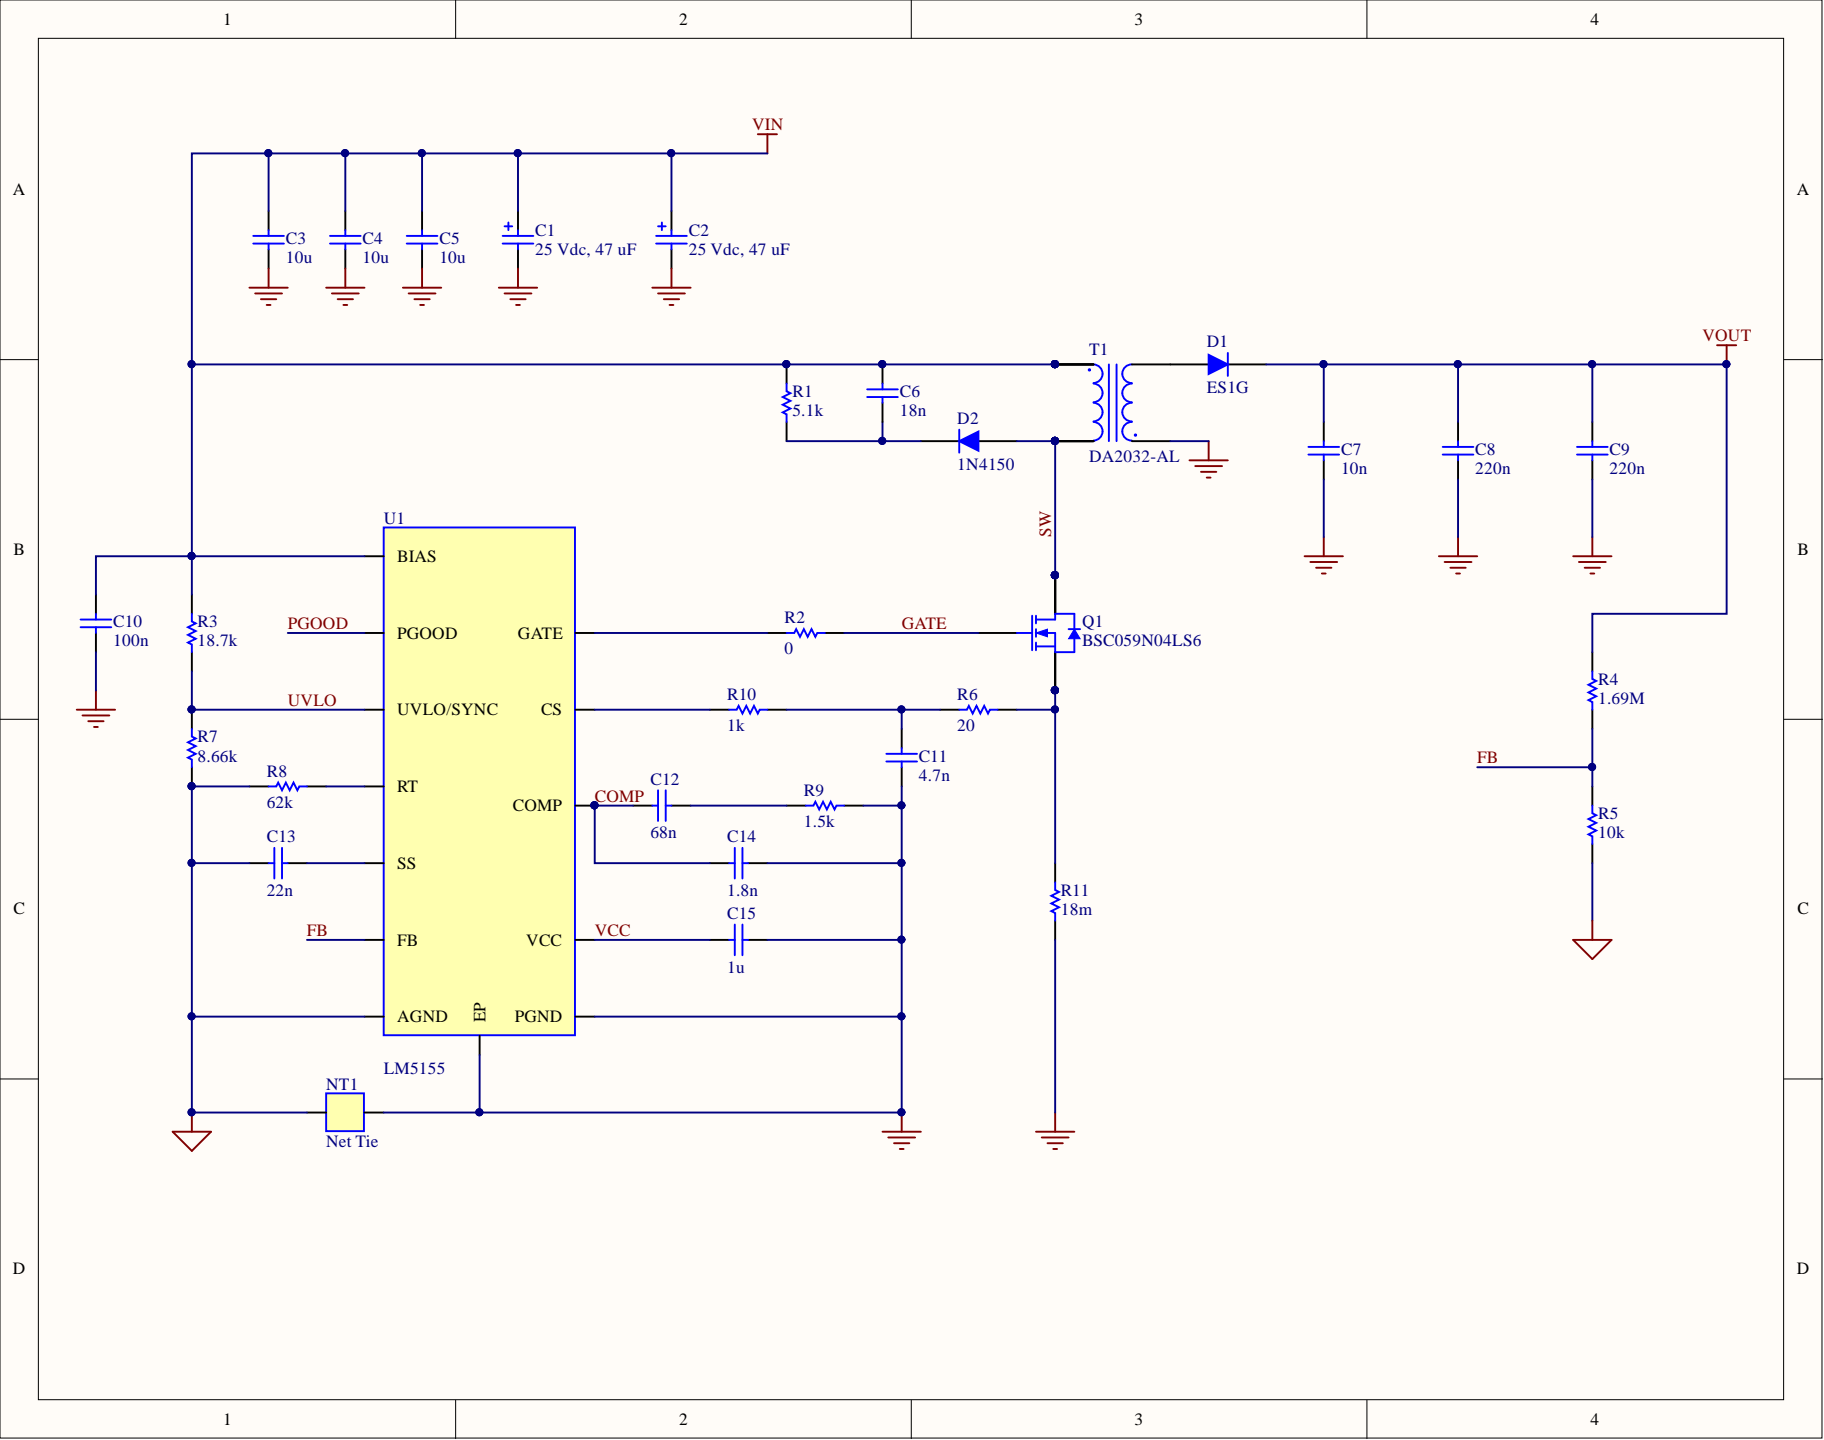 1 2 3 4
A A
B B
C C
D D
1 2 3 4
VIN
C3
10u
C4
10u
C5
10u
C1
25 Vdc, 47 uF
C2
25 Vdc, 47 uF
VOUT
T1
D1
ES1G
R1
5.1k
C6
18n
D2
1N4150
DA2032-AL
C7
10n
C8
220n
C9
220n
SW
U1
BIAS
PGOOD
PGOOD
GATE
UVLO
UVLO/SYNC
CS
RT
COMP
COMP
SS
FB
FB
VCC
VCC
AGND
EP
PGND
LM5155
C10
100n
R3
18.7k
R7
8.66k
R8
62k
C13
22n
NT1
Net Tie
R2
0
GATE
Q1
BSC059N04LS6
R10
1k
R6
20
C11
4.7n
C12
68n
R9
1.5k
C14
1.8n
C15
1u
R11
18m
R4
1.69M
FB
R5
10k